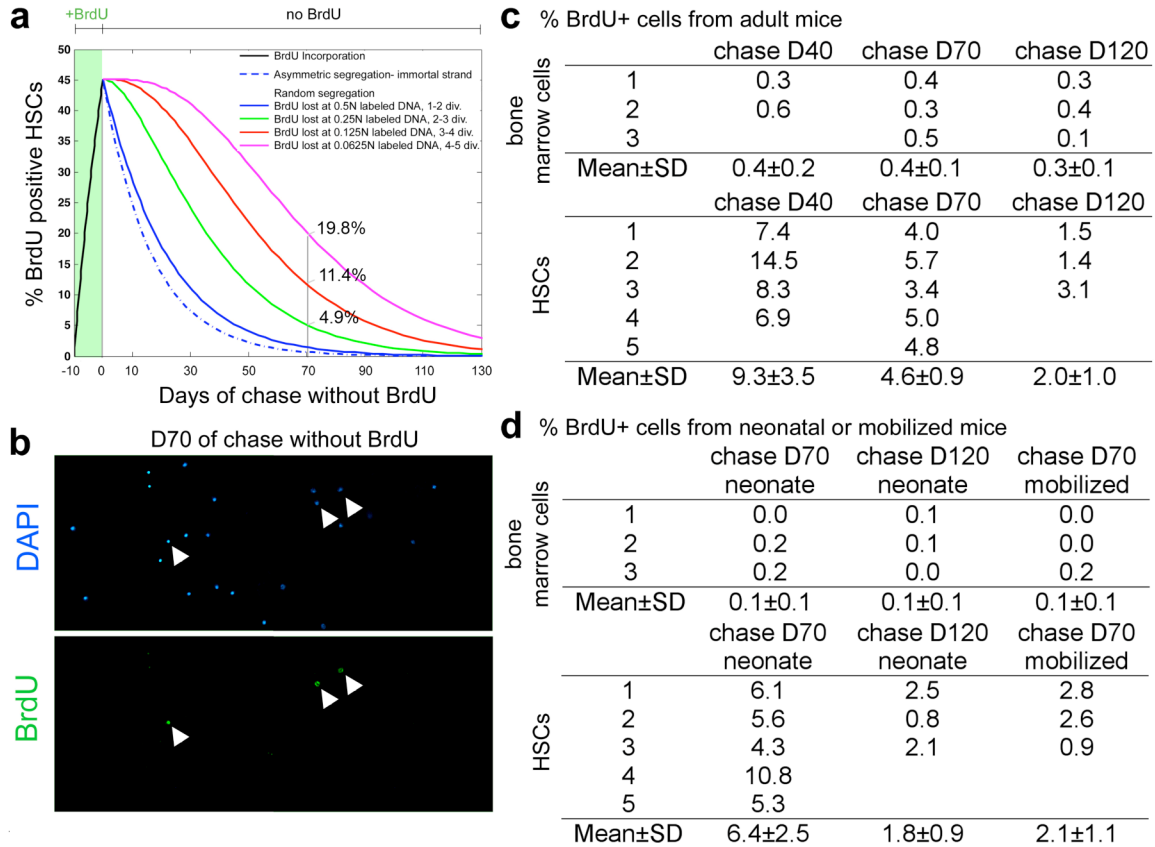 a
+BrdU
no BrdU
50
45
40
35
30
25
20
15
10
5
0
% BrdU positive HSCs
BrdU Incorporation
Asymmetric segregation- immortal strand
Random segregation
BrdU lost at 0.5N labeled DNA, 1-2 div.
BrdU lost at 0.25N labeled DNA, 2-3 div.
BrdU lost at 0.125N labeled DNA, 3-4 div.
BrdU lost at 0.0625N labeled DNA, 4-5 div.
19.8%
11.4%
4.9%
-10 0 10 30 50 70 90 110 130
Days of chase without BrdU
b
D70 of chase without BrdU
DAPI
BrdU
c % BrdU+ cells from adult mice
chase D40 chase D70 chase D120
bone
marrow cells
1 0.3 0.4 0.3
2 0.6 0.3 0.4
3 0.5 0.1
Mean±SD 0.4±0.2 0.4±0.1 0.3±0.1
chase D40 chase D70 chase D120
HSCs
1 7.4 4.0 1.5
2 14.5 5.7 1.4
3 8.3 3.4 3.1
4 6.9 5.0
5 4.8
Mean±SD 9.3±3.5 4.6±0.9 2.0±1.0
d % BrdU+ cells from neonatal or mobilized mice
chase D70 chase D120 chase D70
neonate neonate mobilized
bone
marrow cells
1 0.0 0.1 0.0
2 0.2 0.1 0.0
3 0.2 0.0 0.2
Mean±SD 0.1±0.1 0.1±0.1 0.1±0.1
chase D70 chase D120 chase D70
neonate neonate mobilized
HSCs
1 6.1 2.5 2.8
2 5.6 0.8 2.6
3 4.3 2.1 0.9
4 10.8
5 5.3
Mean±SD 6.4±2.5 1.8±0.9 2.1±1.1